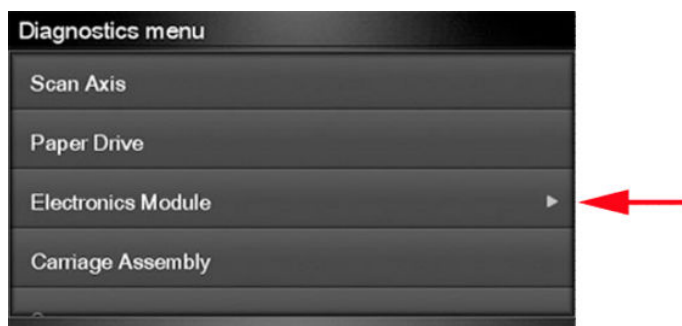 Diagnostics menu
Scan Axis
Paper Drive
Electronics Module
Carriage Assembly